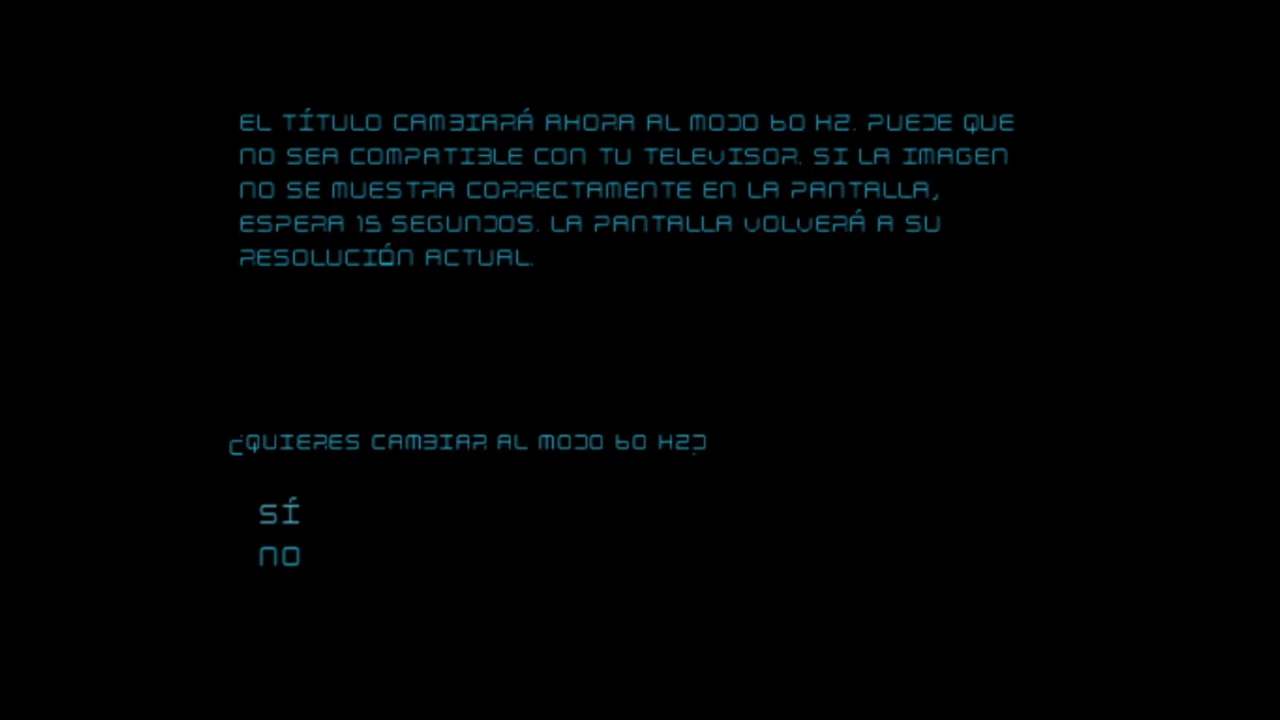 EL TÍTULO CAMBIARÁ AHORA AL MODO 60 HZ. PUEDE QUE
NO SEA COMPATIBLE CON TU TELEVISOR. SI LA IMAGEN
NO SE MUESTRA CORRECTAMENTE EN LA PANTALLA,
ESPERA 15 SEGUNDOS. LA PANTALLA VOLVERÁ A SU
RESOLUCIÓN ACTUAL.
¿QUIERES CAMBIAR AL MODO 60 HZ?
SÍ
NO